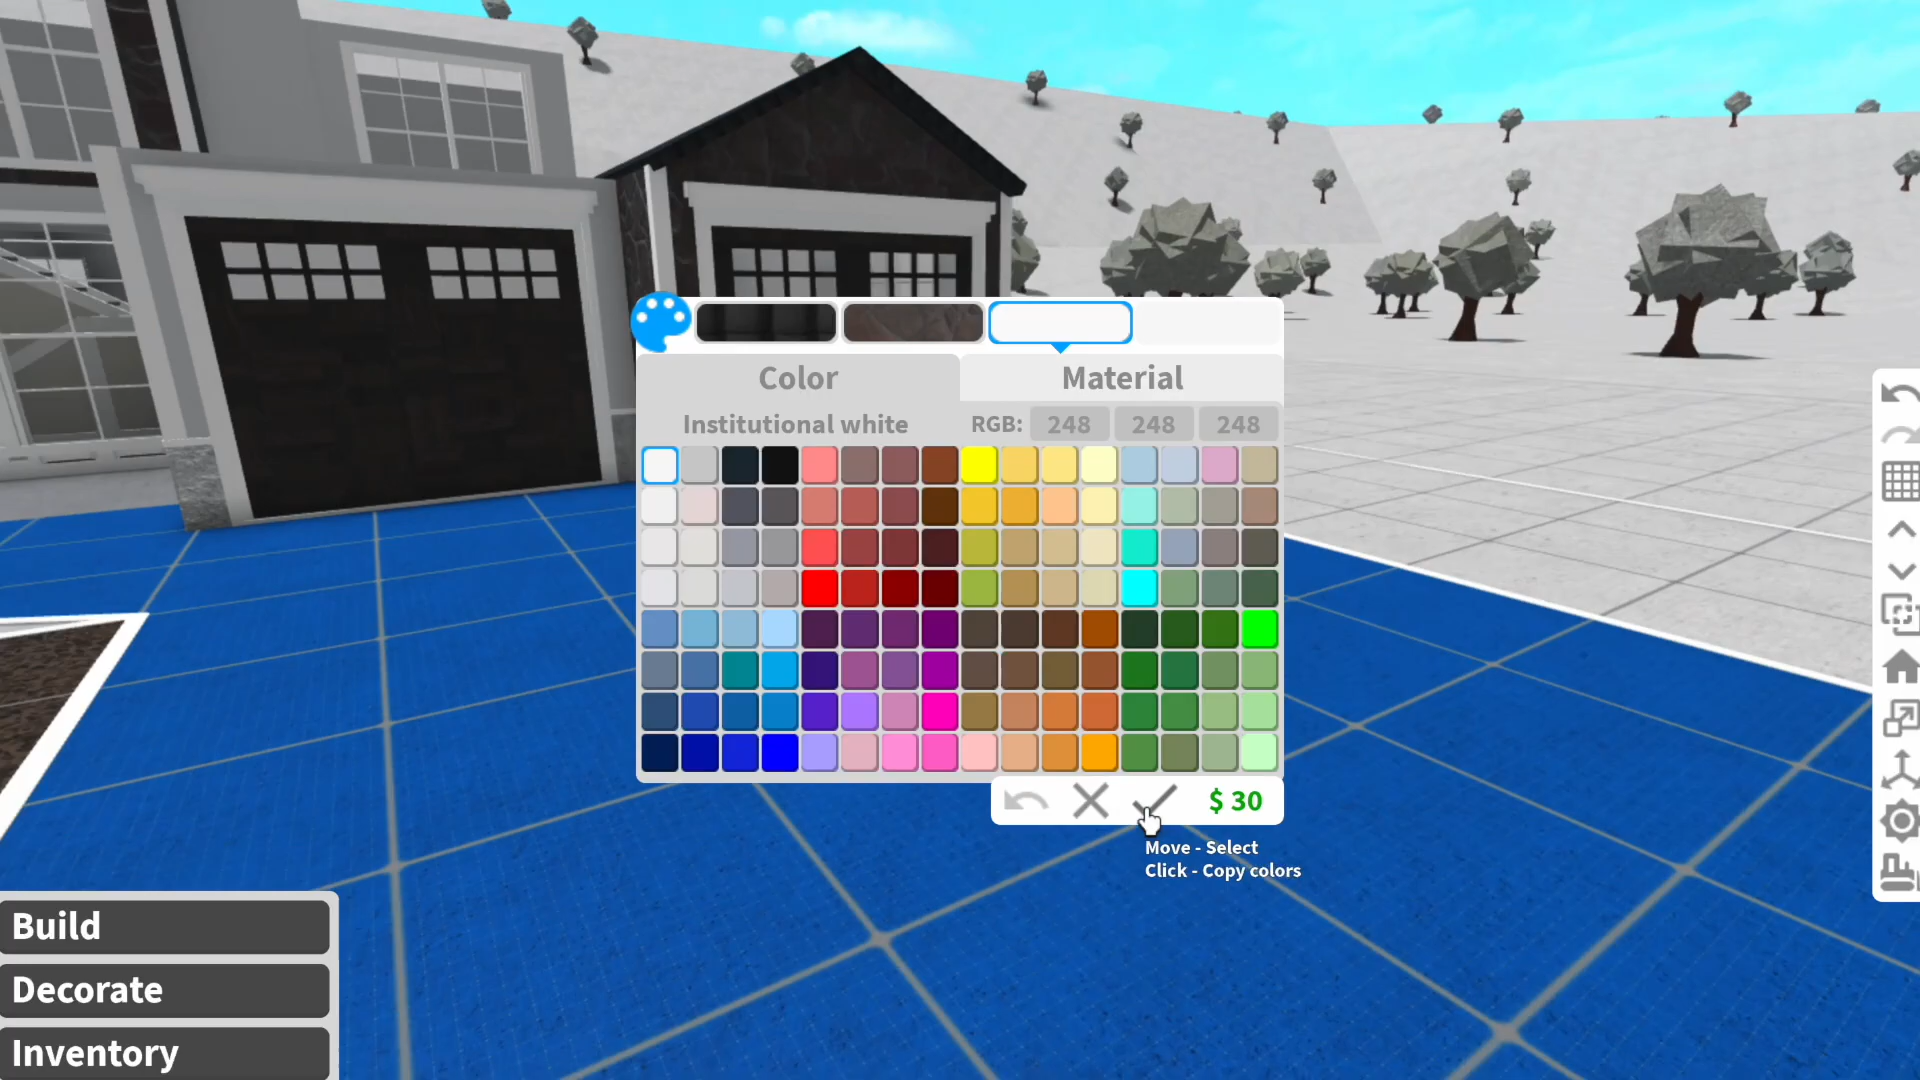 Color
Material
Institutional white
RGB: 248 248 248
$ 30
Move - Select
Click - Copy colors
Build
Decorate
Inventory